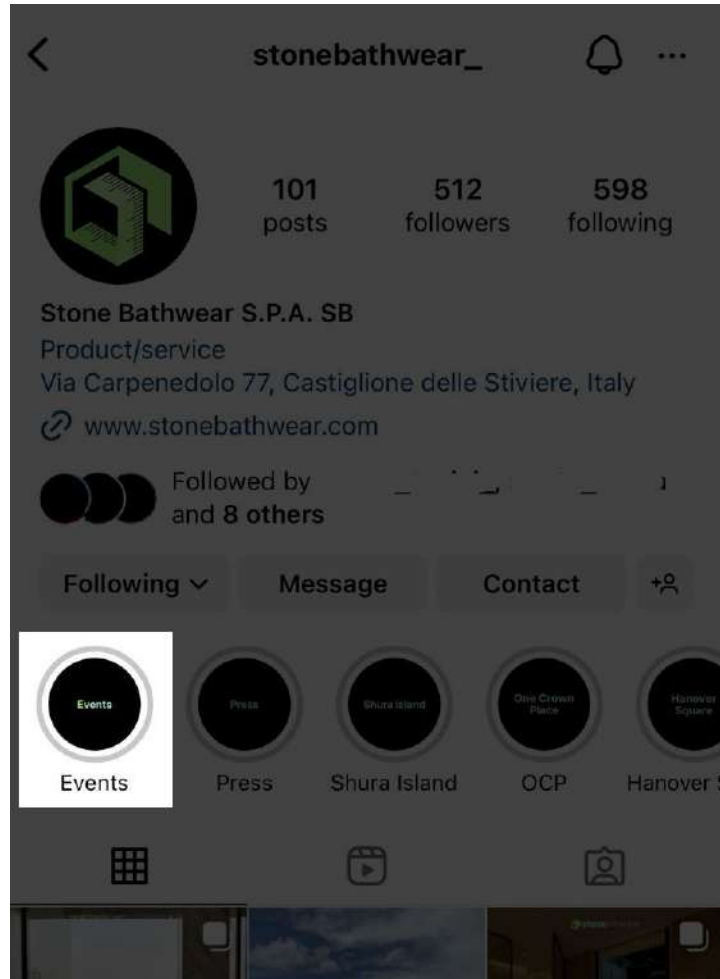 stonebathwear_
101 512 598
posts followers following
Stone Bathwear S.P.A. SB
Product/service
Via Carpenedolo 77, Castiglione delle Stiviere, Italy
www.stonebathwear.com
Followed by
and 8 others
Following Message Contact
Events Press Shura Island One Crown Hanover
Place Square
Events Press Shura Island OCP Hanover